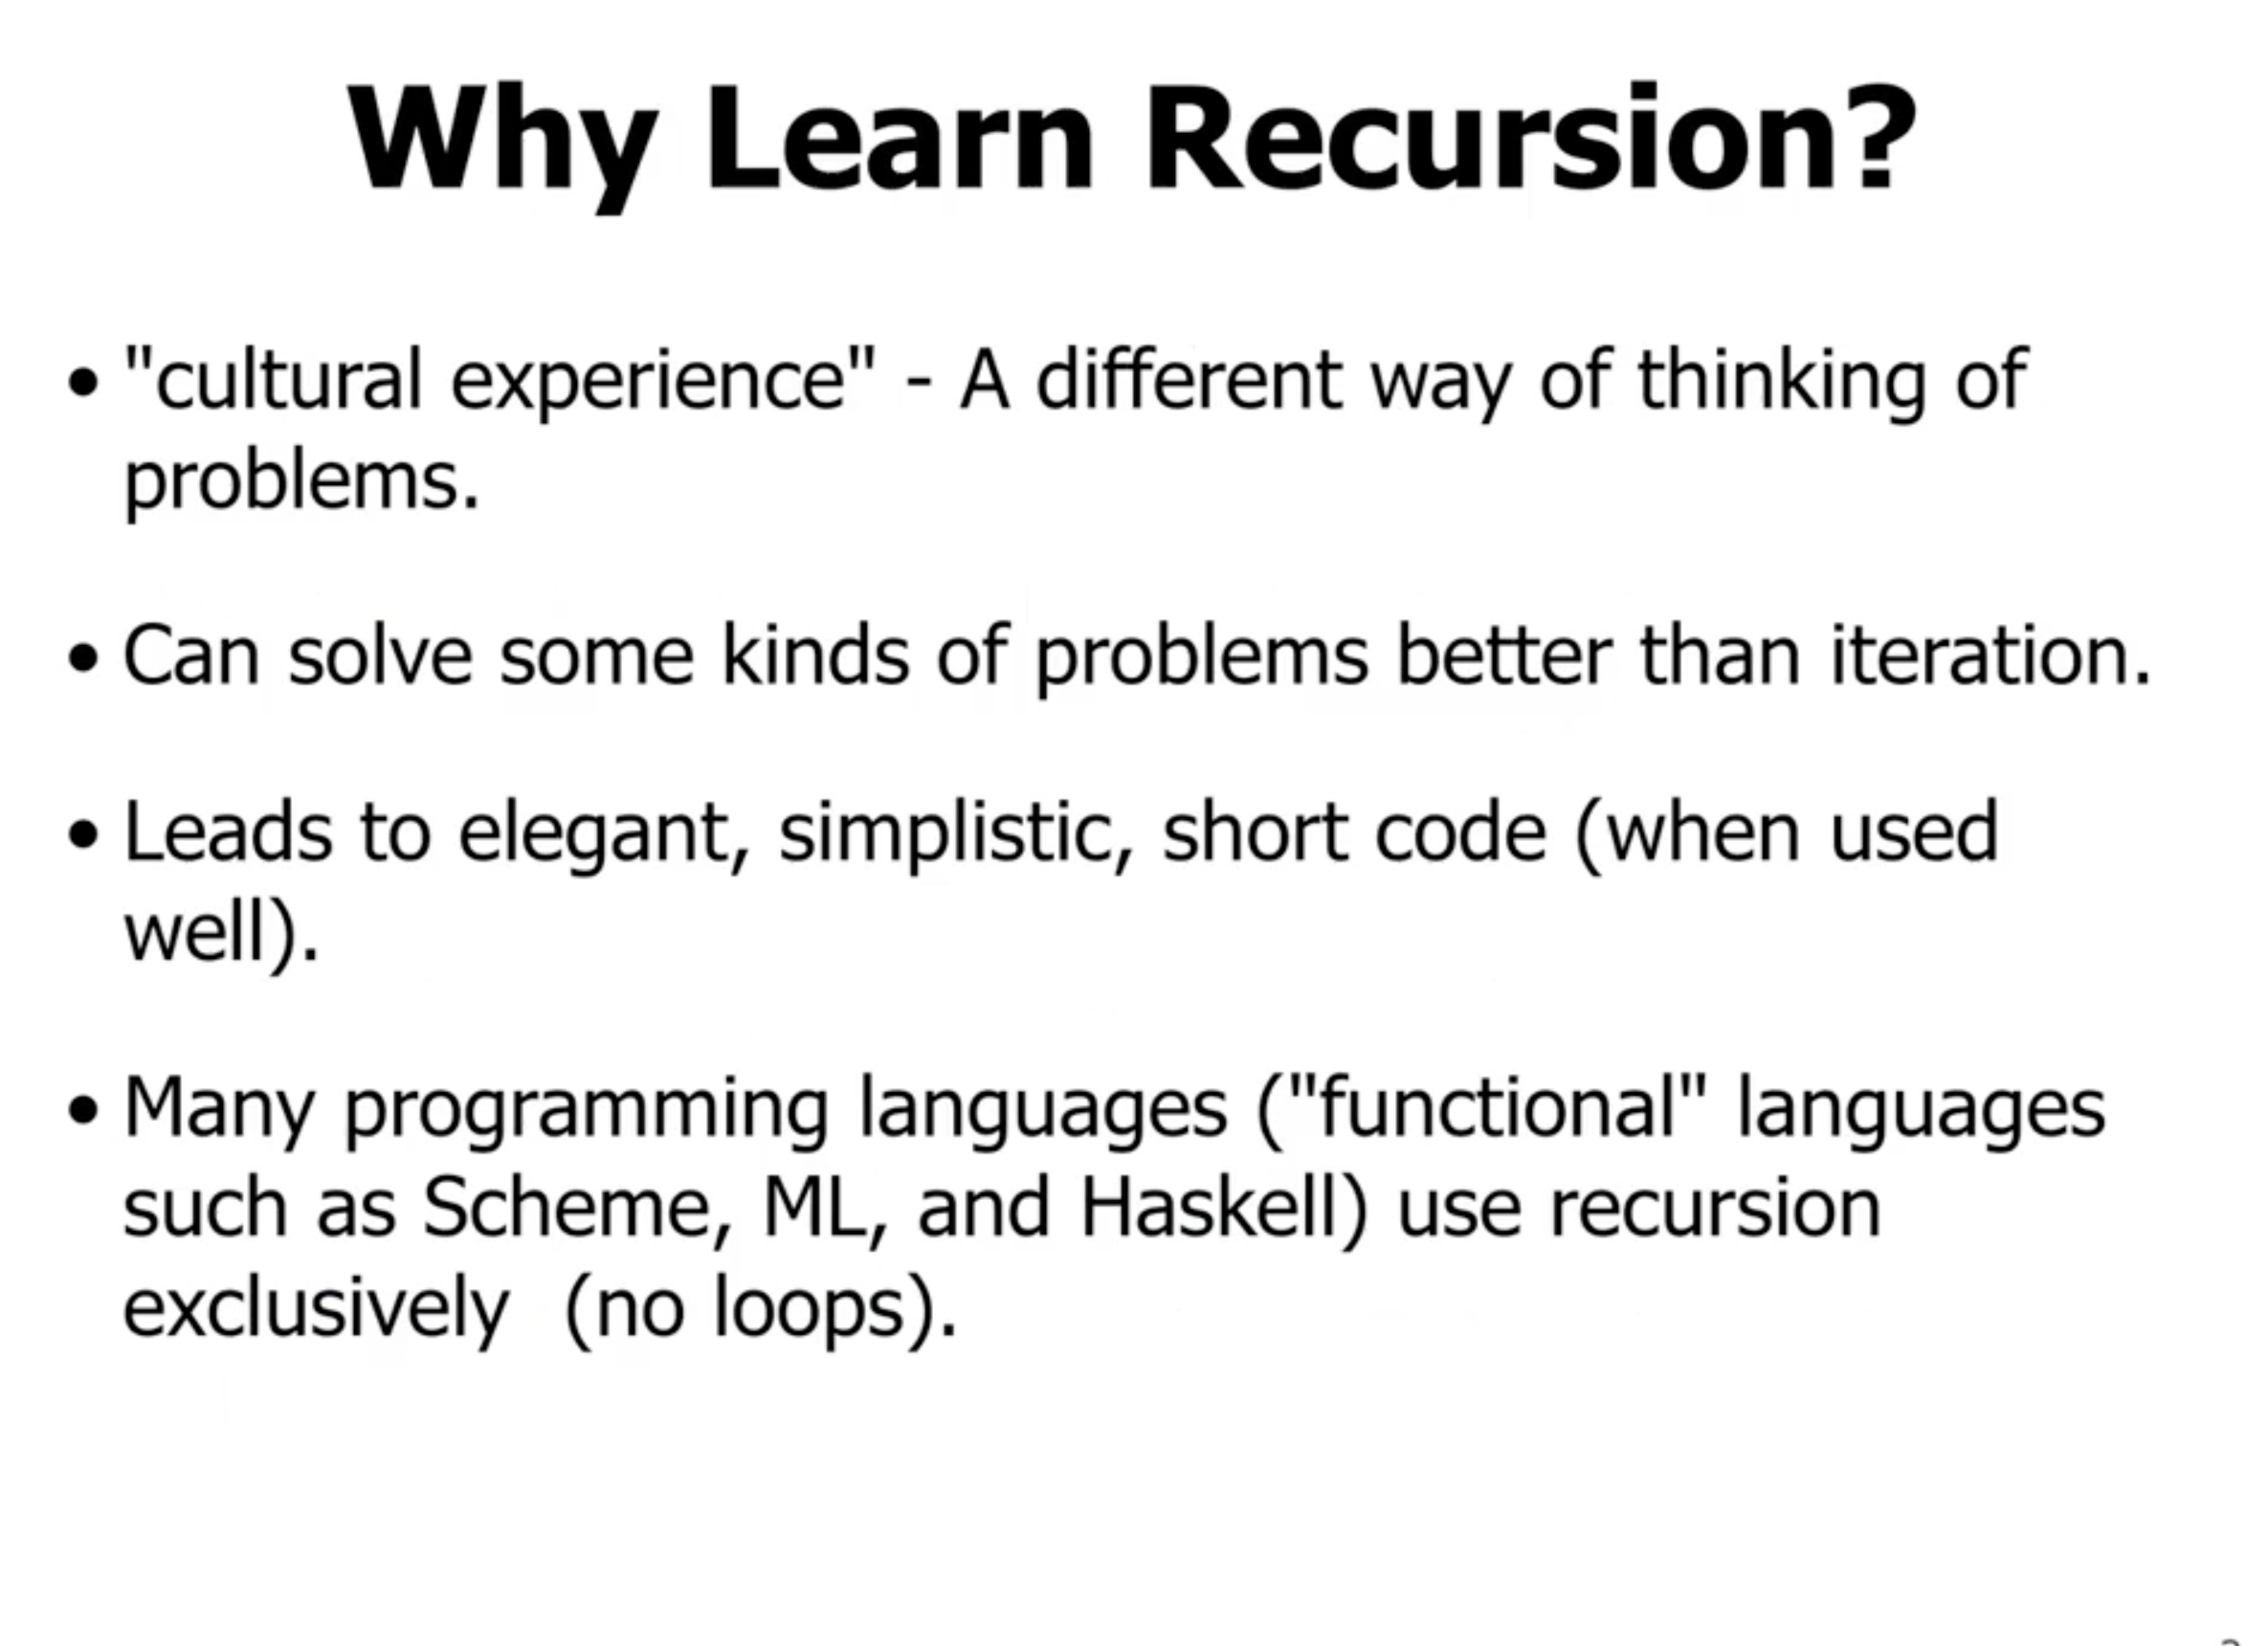 Why Learn Recursion?
• "cultural experience" - A different way of thinking of
problems.
• Can solve some kinds of problems better than iteration.
• Leads to elegant, simplistic, short code (when used
well).
• Many programming languages ("functional" languages
such as Scheme, ML, and Haskell) use recursion
exclusively  (no loops).